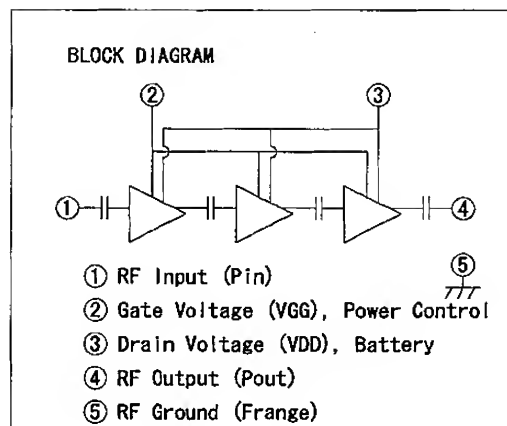 BLOCK DIAGRAM
② ③
① ④
⑤
① RF Input (Pin)
② Gate Voltage (VGG), Power Control
③ Drain Voltage (VDD), Battery
④ RF Output (Pout)
⑤ RF Ground (Frange)